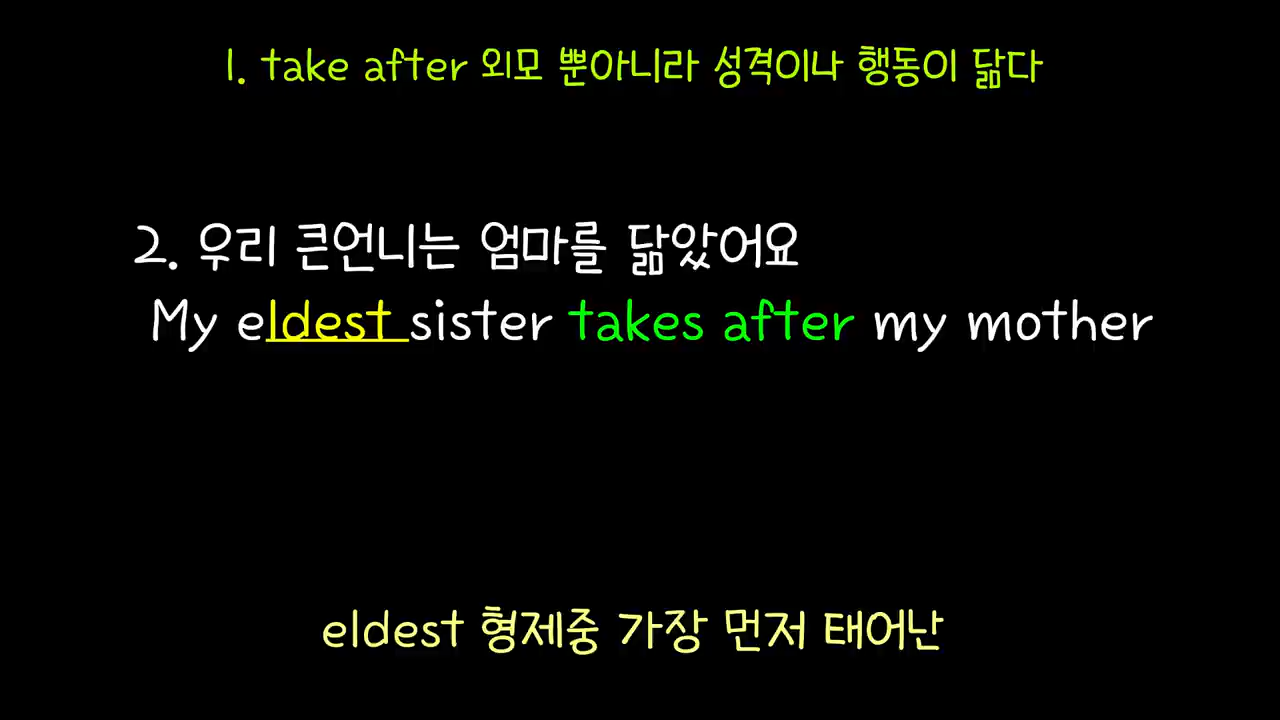 1. take after 외모 뿐아니라 성격이나 행동이 닮다
2. 우리 큰언니는 엄마를 닮았어요
My eldest sister takes after my mother
eldest 형제중 가장 먼저 태어난